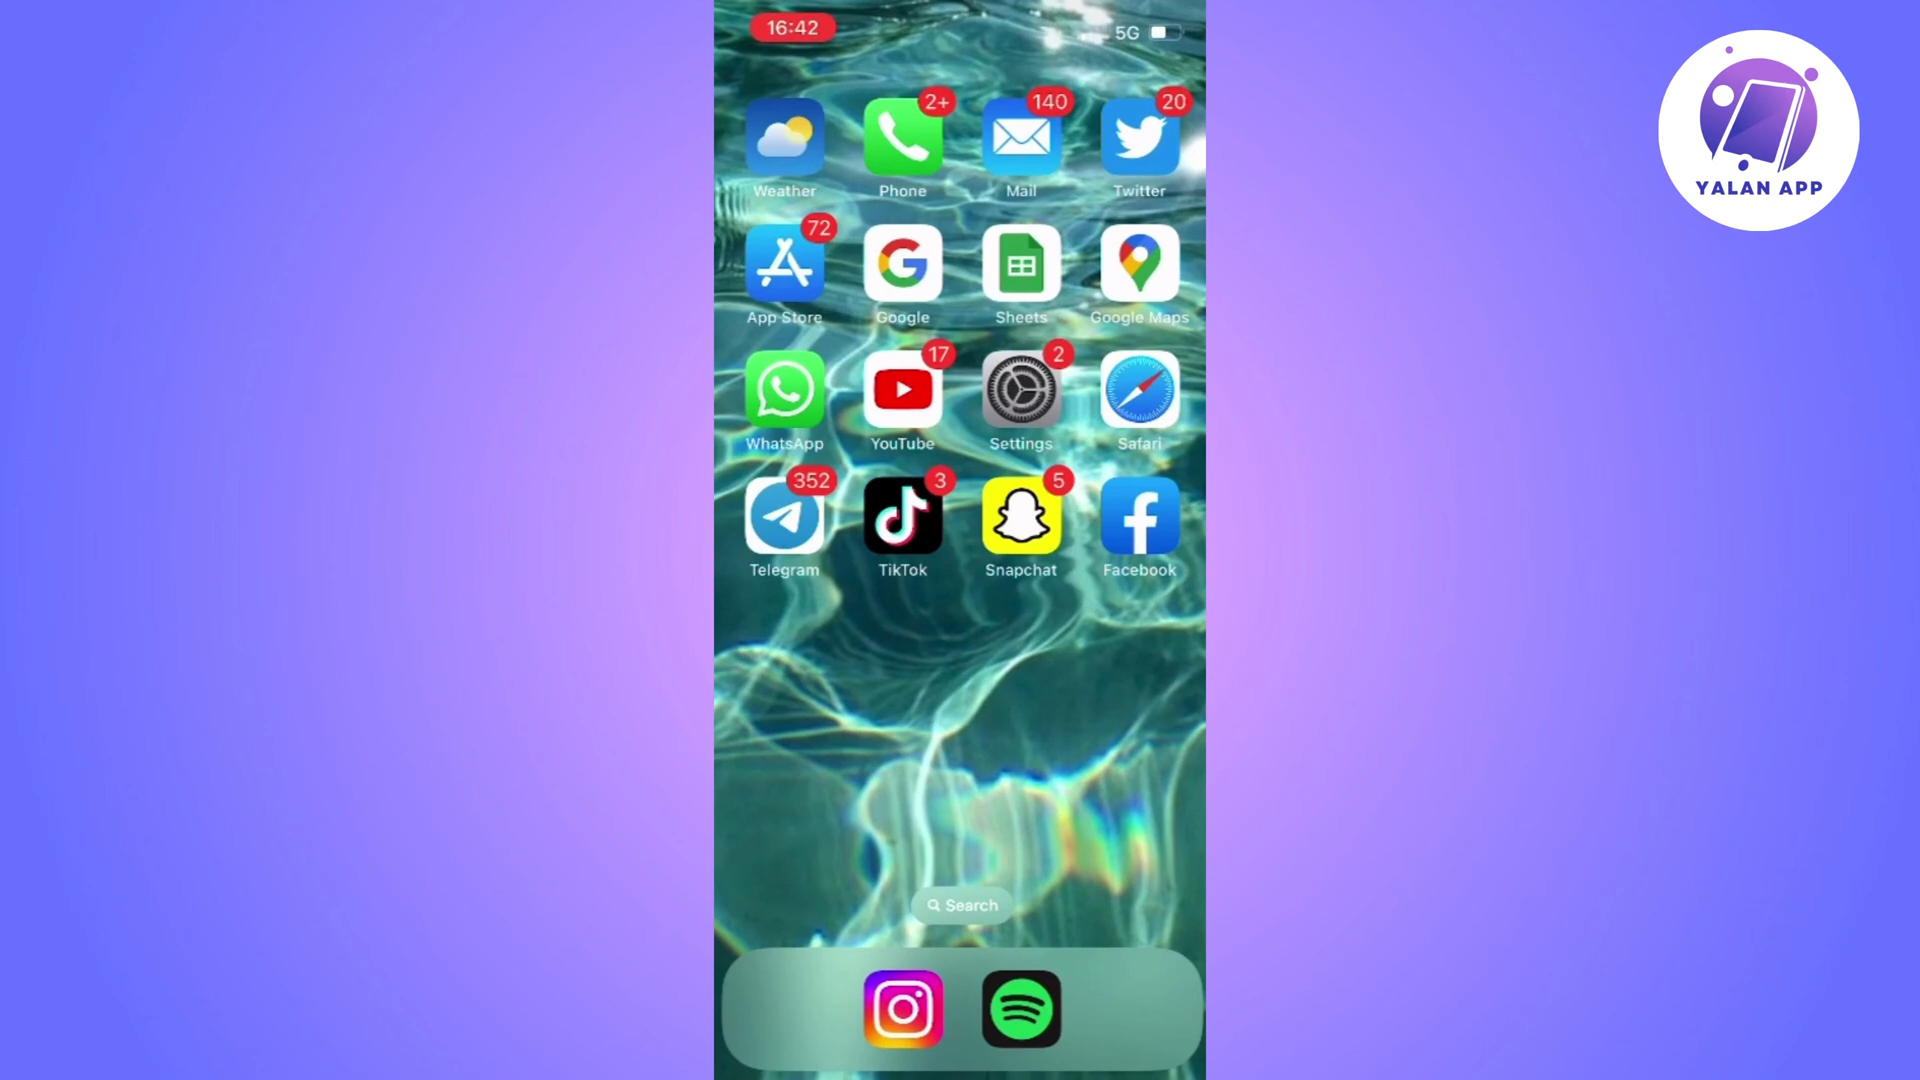 16:42 5G
2+ 140 20
Weather Phone Mail Twitter
72
App Store Google Sheets Google Maps
17 2
WhatsApp YouTube Settings Safari
352 3 5
Telegram TikTok Snapchat Facebook
Search
YALAN APP